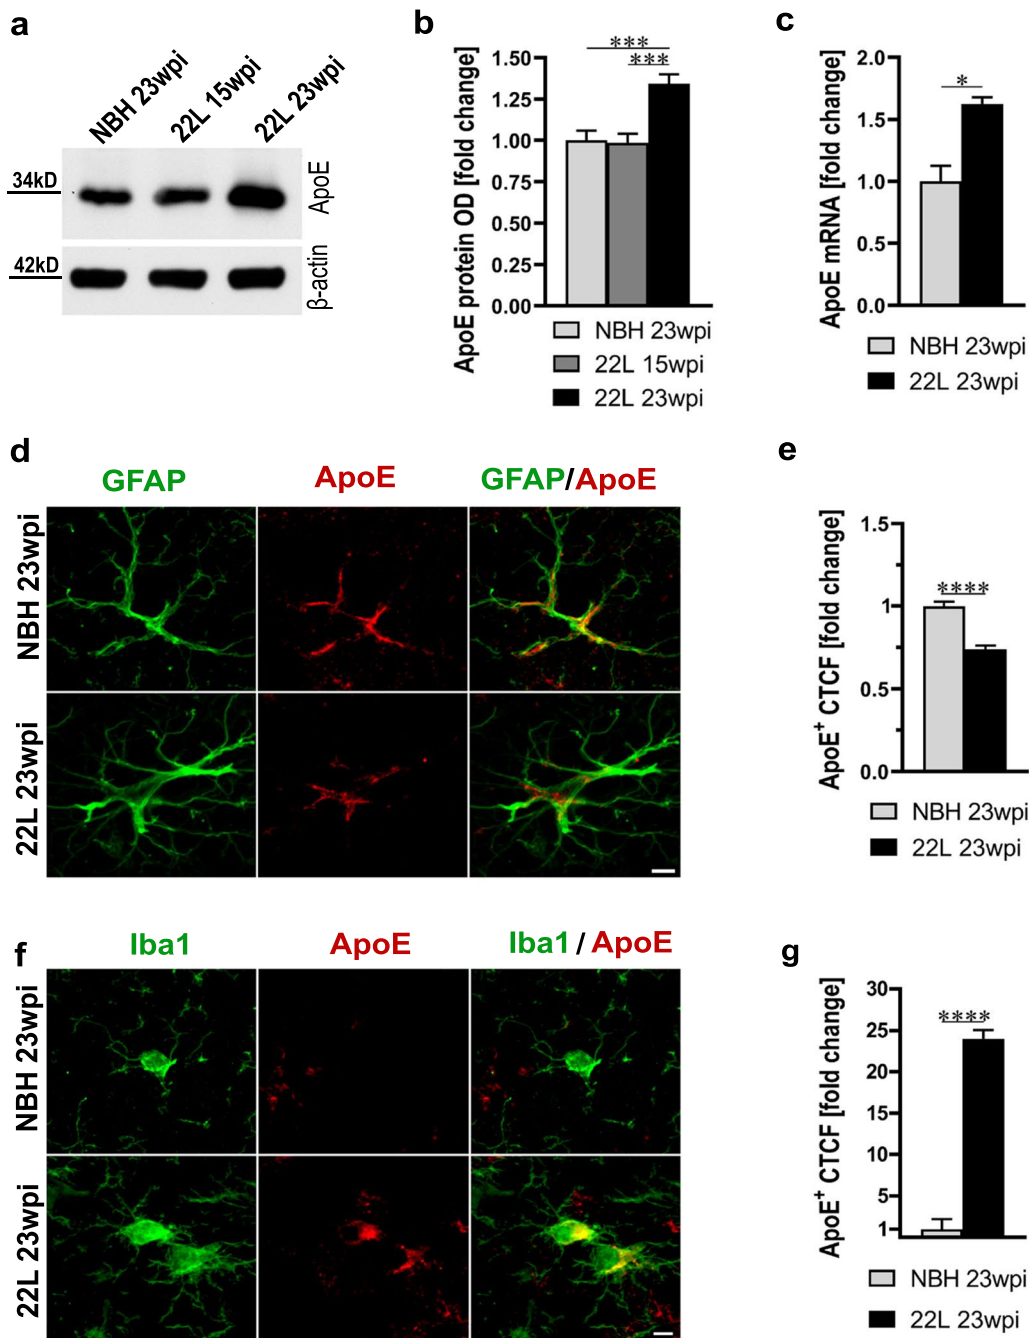 a
NBH 23wpi
22L 15wpi
22L 23wpi
34kD
ApoE
42kD
β-actin
b
ApoE protein OD [fold change]
1.50
1.25
1.00
0.75
0.50
0.25
0.00
***
***
NBH 23wpi
22L 15wpi
22L 23wpi
c
ApoE mRNA [fold change]
2.0
1.5
1.0
0.5
0.0
*
NBH 23wpi
22L 23wpi
d
GFAP
ApoE
GFAP/ApoE
NBH 23wpi
22L 23wpi
e
ApoE⁺ CTCF [fold change]
1.5
1
0.5
0.0
****
NBH 23wpi
22L 23wpi
f
Iba1
ApoE
Iba1 / ApoE
NBH 23wpi
22L 23wpi
g
ApoE⁺ CTCF [fold change]
30
25
20
15
10
5
1
****
NBH 23wpi
22L 23wpi